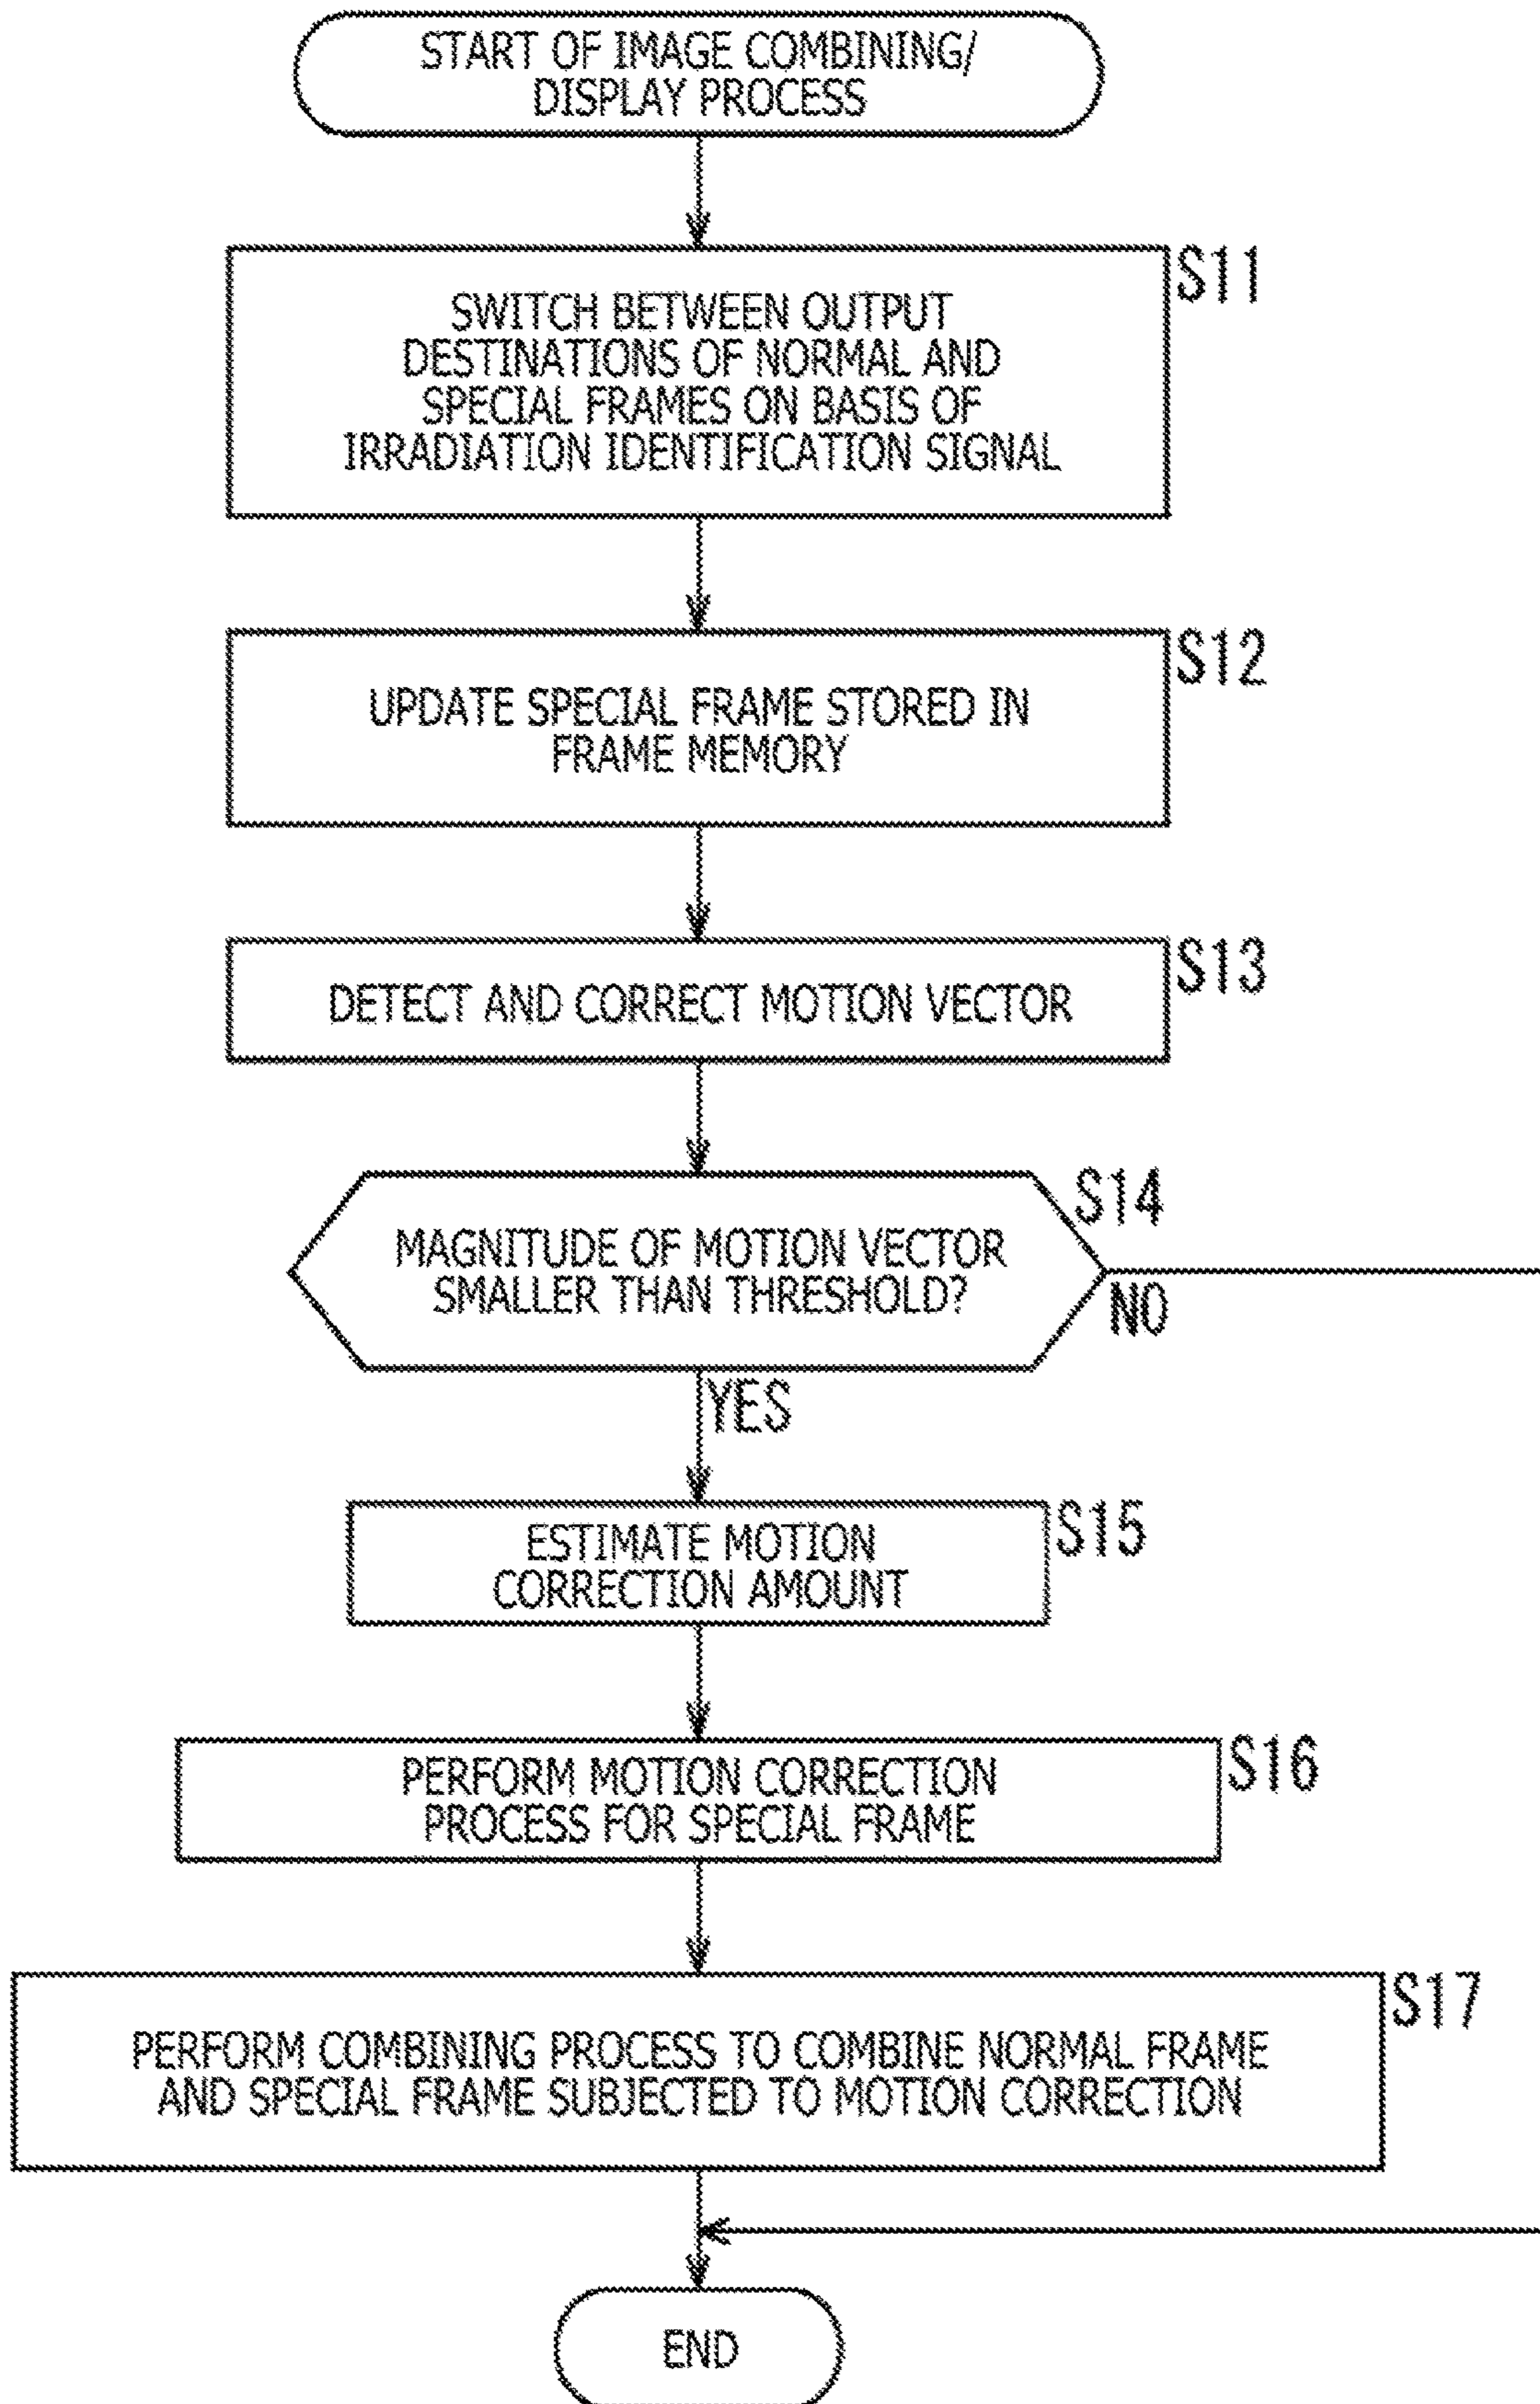 START OF IMAGE COMBINING/
DISPLAY PROCESS
S11
SWITCH BETWEEN OUTPUT
DESTINATIONS OF NORMAL AND
SPECIAL FRAMES ON BASIS OF
IRRADIATION IDENTIFICATION SIGNAL
S12
UPDATE SPECIAL FRAME STORED IN
FRAME MEMORY
S13
DETECT AND CORRECT MOTION VECTOR
S14
MAGNITUDE OF MOTION VECTOR
SMALLER THAN THRESHOLD?
NO
YES
S15
ESTIMATE MOTION
CORRECTION AMOUNT
S16
PERFORM MOTION CORRECTION
PROCESS FOR SPECIAL FRAME
S17
PERFORM COMBINING PROCESS TO COMBINE NORMAL FRAME
AND SPECIAL FRAME SUBJECTED TO MOTION CORRECTION
END